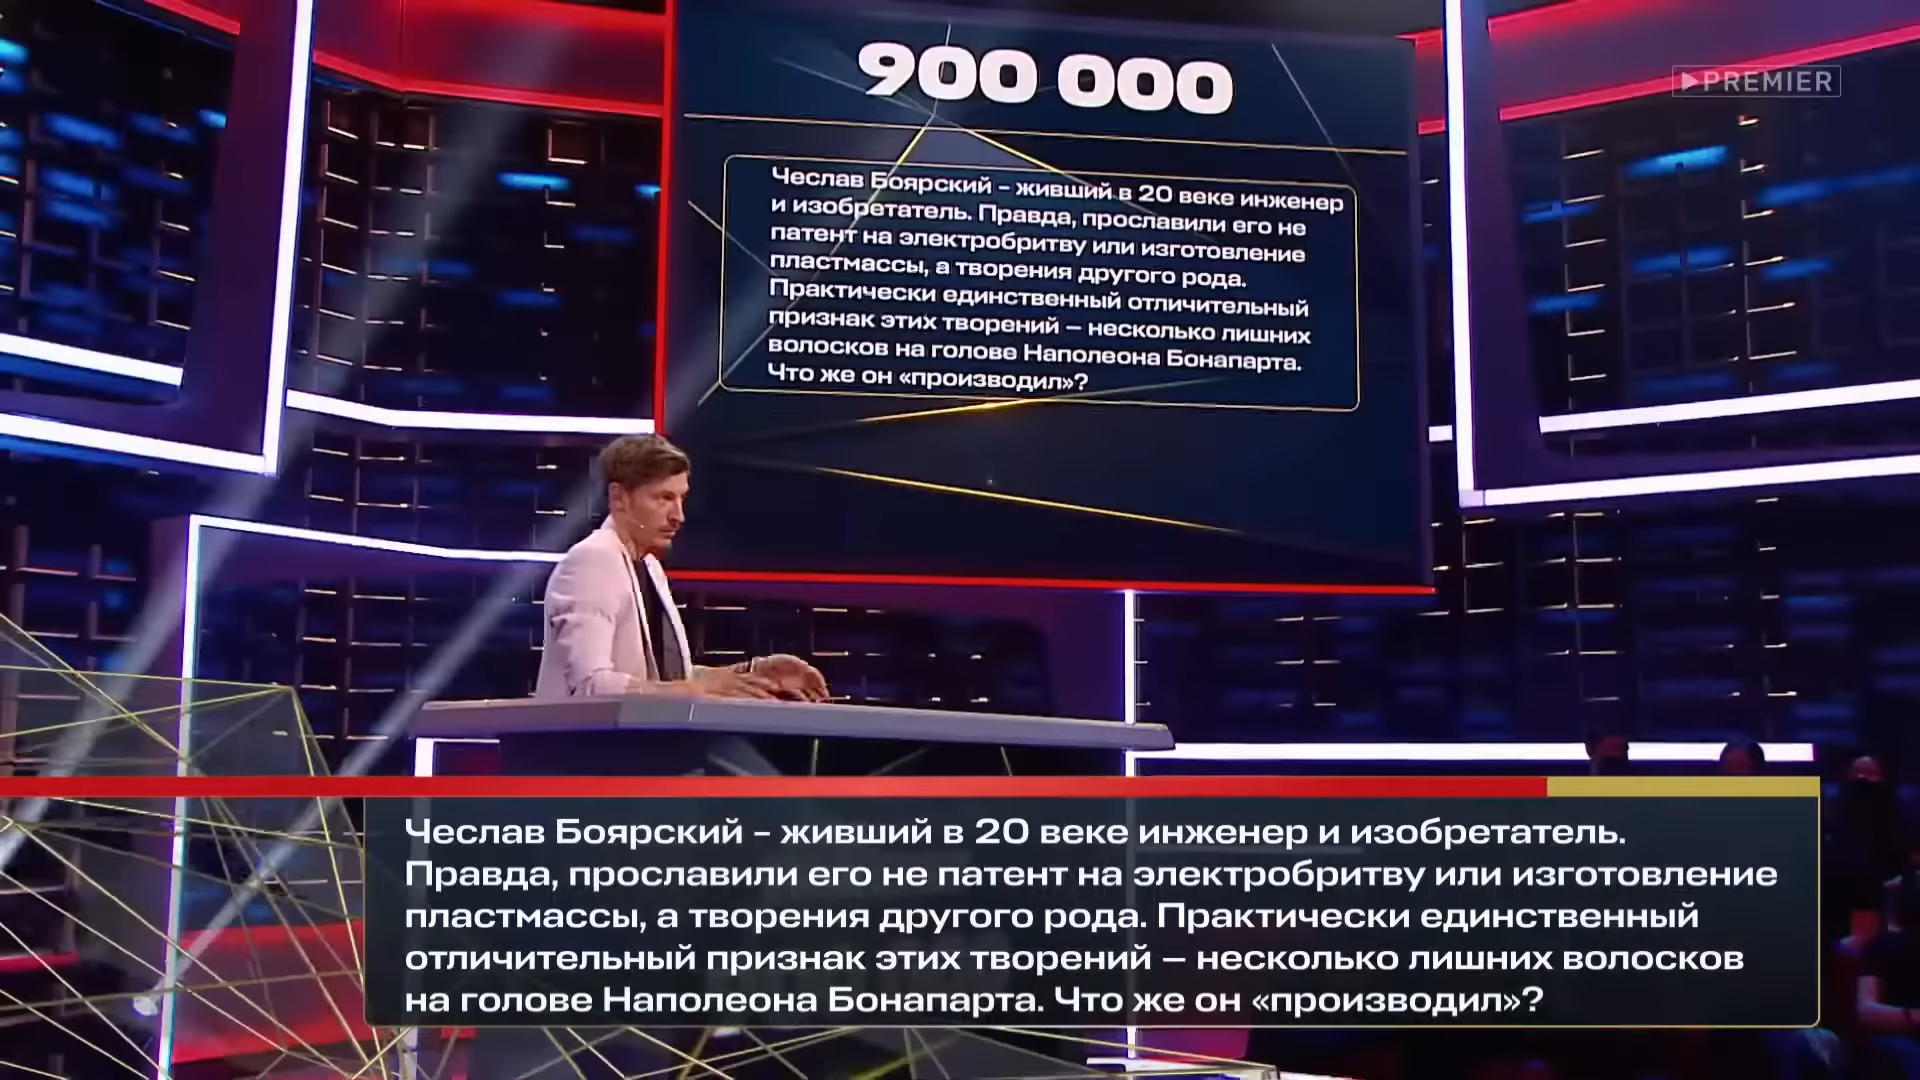 900 000
PREMIER
Чеслав Боярский – живший в 20 веке инженер
и изобретатель. Правда, прославили его не
патент на электробритву или изготовление
пластмассы, а творения другого рода.
Практически единственный отличительный
признак этих творений – несколько лишних
волосков на голове Наполеона Бонапарта.
Что же он «производил»?
Чеслав Боярский – живший в 20 веке инженер и изобретатель.
Правда, прославили его не патент на электробритву или изготовление
пластмассы, а творения другого рода. Практически единственный
отличительный признак этих творений – несколько лишних волосков
на голове Наполеона Бонапарта. Что же он «производил»?